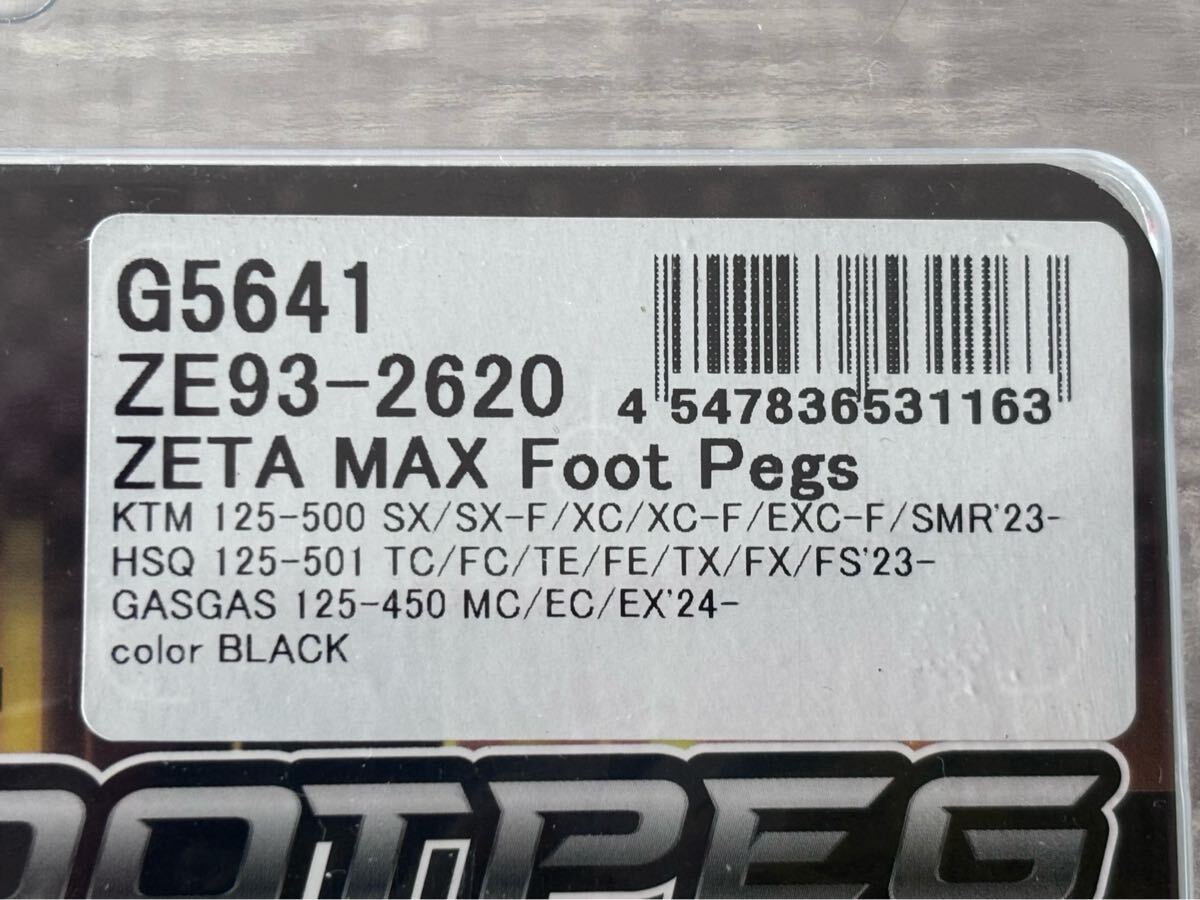 G5641
ZE93-2620
4 547836 531163
ZETA MAX Foot Pegs
KTM 125-500 SX/SX-F/XC/XC-F/EXC-F/SMR'23-
HSQ 125-501 TC/FC/TE/FE/TX/FX/FS'23-
GASGAS 125-450 MC/EC/EX'24-
color BLACK
OOTPEG